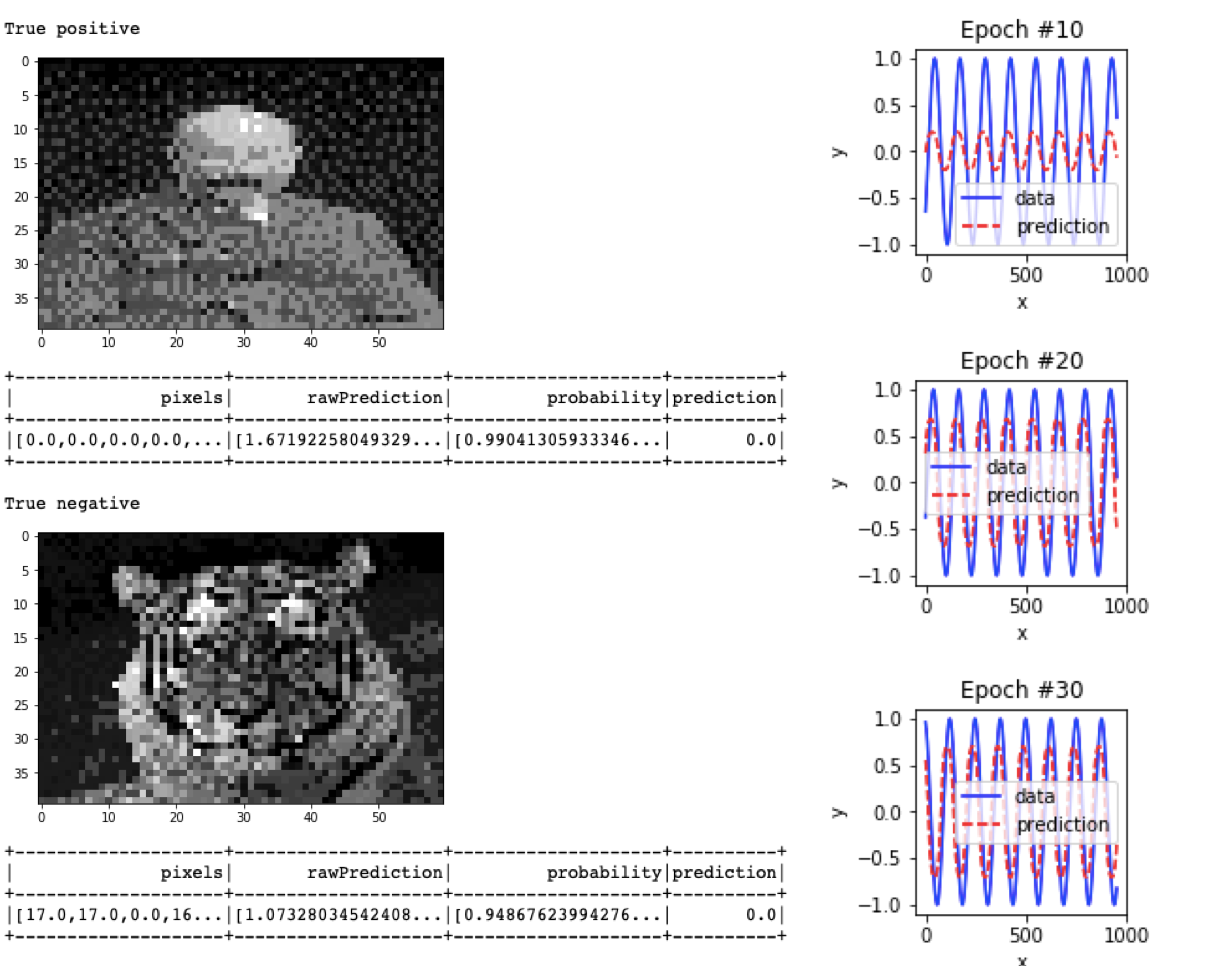 True positive
0
5
10
15
20
25
30
35
0 10 20 30 40 50
+-------------------+-------------------+-------------------+----------+
| pixels| rawPrediction| probability|prediction|
+-------------------+-------------------+-------------------+----------+
|[0.0,0.0,0.0,0.0,...|[1.67192258049329...|[0.99041305933346...| 0.0|
+-------------------+-------------------+-------------------+----------+
True negative
0
5
10
15
20
25
30
35
0 10 20 30 40 50
+-------------------+-------------------+-------------------+----------+
| pixels| rawPrediction| probability|prediction|
+-------------------+-------------------+-------------------+----------+
|[17.0,17.0,0.0,16...|[1.07328034542408...|[0.94867623994276...| 0.0|
+-------------------+-------------------+-------------------+----------+
Epoch #10
1.0
0.5
0.0
−0.5
−1.0
y
data
prediction
0 500 1000
x
Epoch #20
1.0
0.5
0.0
−0.5
−1.0
y
data
prediction
0 500 1000
x
Epoch #30
1.0
0.5
0.0
−0.5
−1.0
y
data
prediction
0 500 1000
x